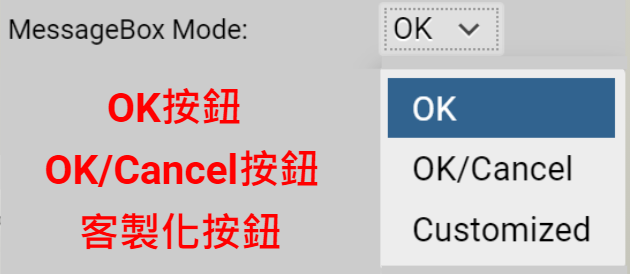 MessageBox Mode:
OK
OK按鈕
OK
OK/Cancel按鈕
OK/Cancel
客製化按鈕
Customized